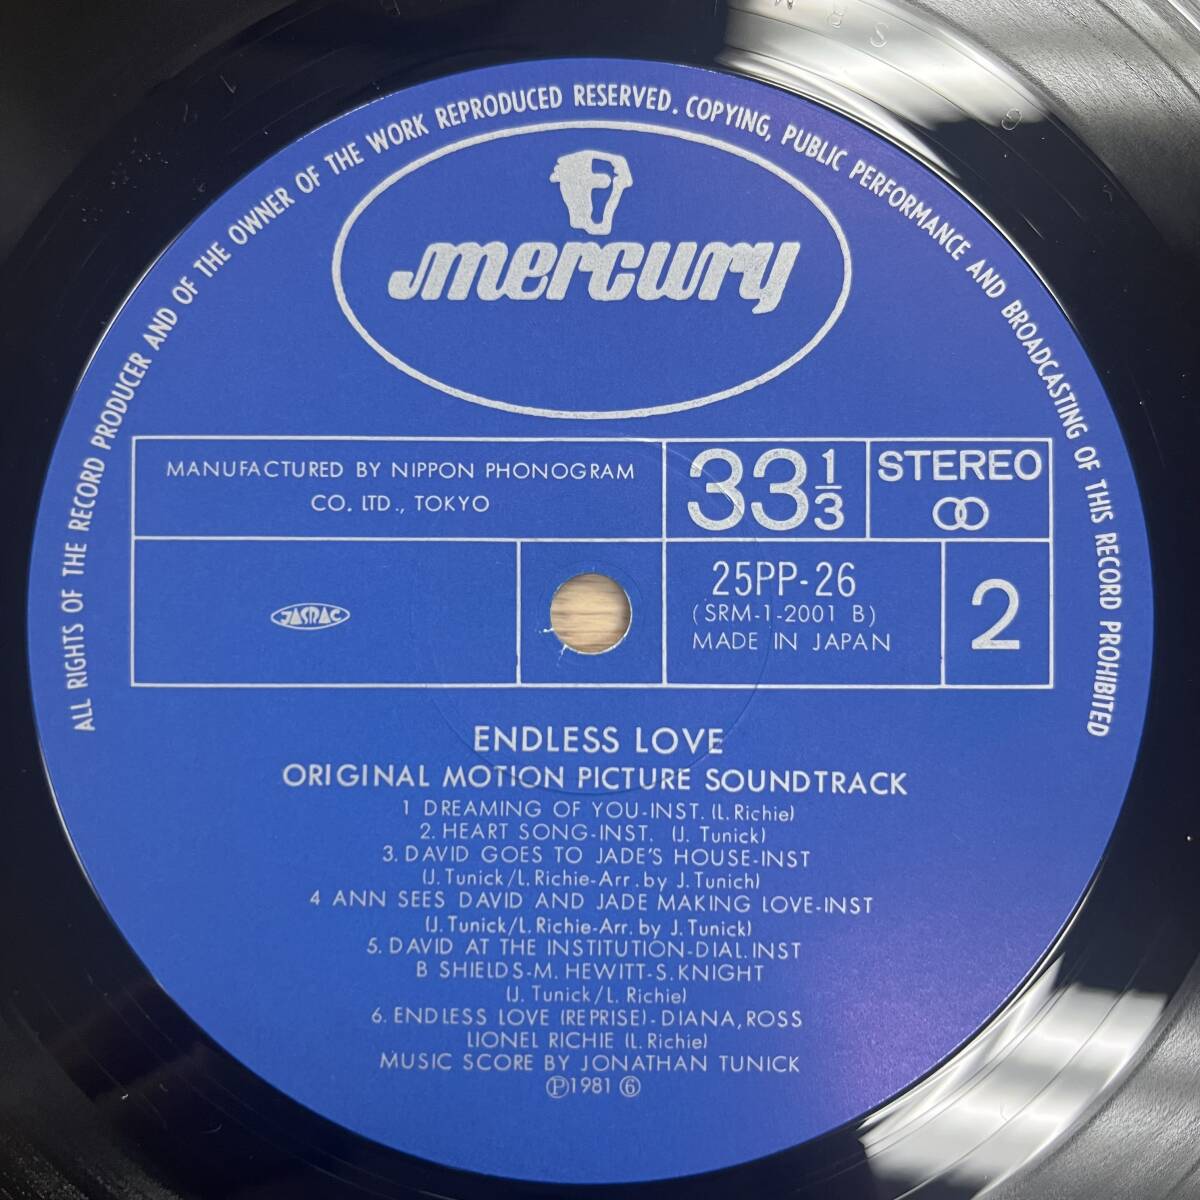 ALL RIGHTS OF THE RECORD PRODUCER AND OF THE OWNER OF THE WORK REPRODUCED RESERVED. COPYING, PUBLIC PERFORMANCE AND BROADCASTING OF THIS RECORD PROHIBITED
mercury
MANUFACTURED BY NIPPON PHONOGRAM
CO. LTD., TOKYO
33 1/3
STEREO
JASRAC
25PP-26
(SRM-1-2001 B)
MADE IN JAPAN
2
ENDLESS LOVE
ORIGINAL MOTION PICTURE SOUNDTRACK
1 DREAMING OF YOU-INST. (L. Richie)
2. HEART SONG-INST. (J. Tunick)
3. DAVID GOES TO JADE'S HOUSE-INST
(J. Tunick/L. Richie-Arr. by J. Tunich)
4 ANN SEES DAVID AND JADE MAKING LOVE-INST
(J. Tunick/L. Richie-Arr. by J. Tunick)
5. DAVID AT THE INSTITUTION-DIAL. INST
B SHIELDS-M. HEWITT-S. KNIGHT
(J. Tunick/L. Richie)
6. ENDLESS LOVE (REPRISE)-DIANA, ROSS
LIONEL RICHIE (L. Richie)
MUSIC SCORE BY JONATHAN TUNICK
Ⓟ1981 ⑥